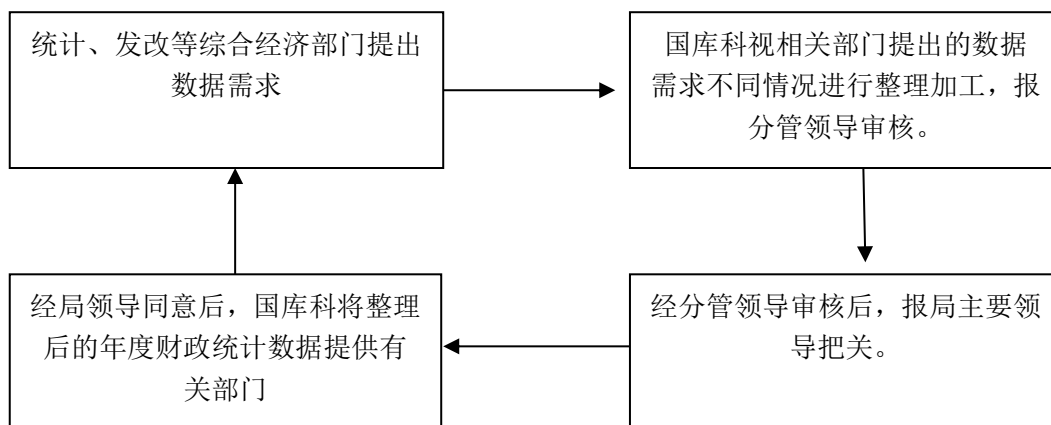 统计、发改等综合经济部门提出
数据需求
国库科视相关部门提出的数据
需求不同情况进行整理加工，报
分管领导审核。
经局领导同意后，国库科将整理
后的年度财政统计数据提供有
关部门
经分管领导审核后，报局主要领
导把关。